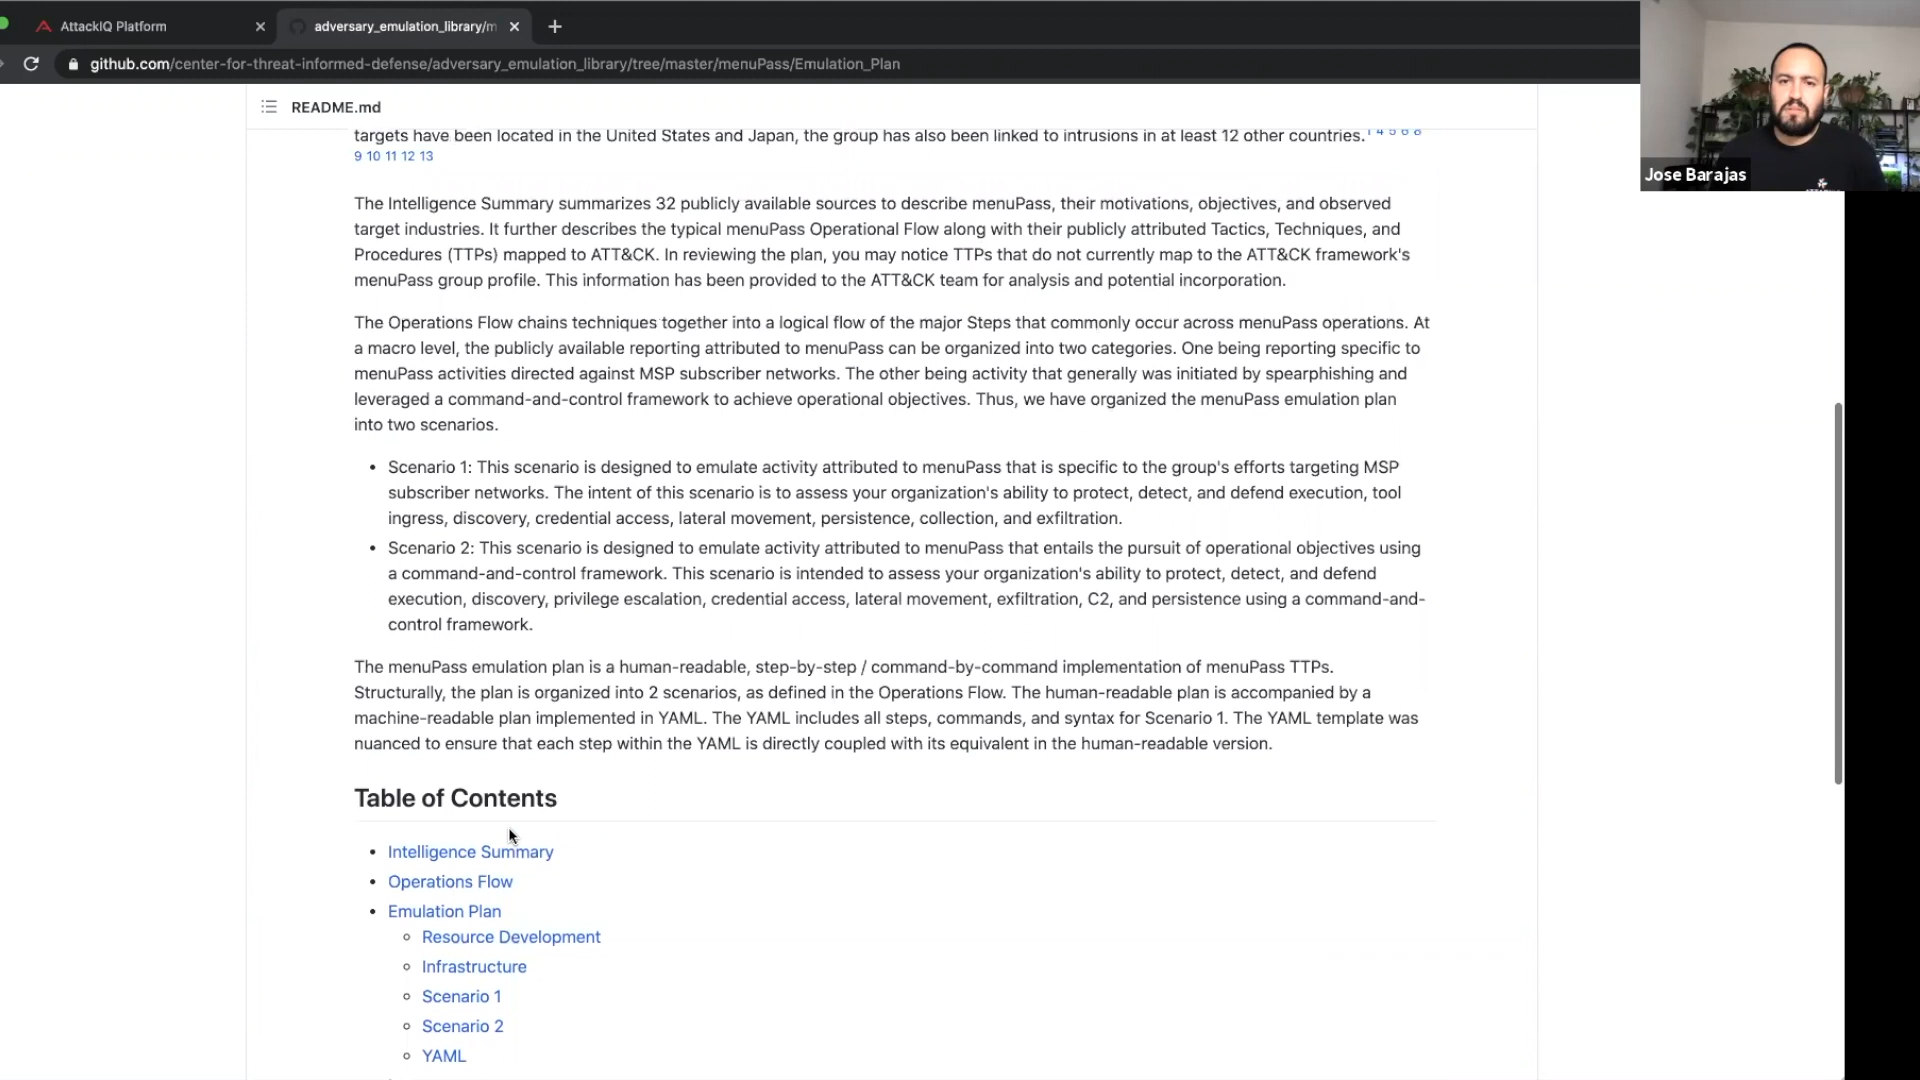 AttackIQ Platform
adversary_emulation_library/m
github.com/center-for-threat-informed-defense/adversary_emulation_library/tree/master/menuPass/Emulation_Plan
Jose Barajas
README.md
targets have been located in the United States and Japan, the group has also been linked to intrusions in at least 12 other countries. 1 4 5 6 8
9 10 11 12 13
The Intelligence Summary summarizes 32 publicly available sources to describe menuPass, their motivations, objectives, and observed
target industries. It further describes the typical menuPass Operational Flow along with their publicly attributed Tactics, Techniques, and
Procedures (TTPs) mapped to ATT&CK. In reviewing the plan, you may notice TTPs that do not currently map to the ATT&CK framework's
menuPass group profile. This information has been provided to the ATT&CK team for analysis and potential incorporation.
The Operations Flow chains techniques together into a logical flow of the major Steps that commonly occur across menuPass operations. At
a macro level, the publicly available reporting attributed to menuPass can be organized into two categories. One being reporting specific to
menuPass activities directed against MSP subscriber networks. The other being activity that generally was initiated by spearphishing and
leveraged a command-and-control framework to achieve operational objectives. Thus, we have organized the menuPass emulation plan
into two scenarios.
• Scenario 1: This scenario is designed to emulate activity attributed to menuPass that is specific to the group's efforts targeting MSP
subscriber networks. The intent of this scenario is to assess your organization's ability to protect, detect, and defend execution, tool
ingress, discovery, credential access, lateral movement, persistence, collection, and exfiltration.
• Scenario 2: This scenario is designed to emulate activity attributed to menuPass that entails the pursuit of operational objectives using
a command-and-control framework. This scenario is intended to assess your organization's ability to protect, detect, and defend
execution, discovery, privilege escalation, credential access, lateral movement, exfiltration, C2, and persistence using a command-and-
control framework.
The menuPass emulation plan is a human-readable, step-by-step / command-by-command implementation of menuPass TTPs.
Structurally, the plan is organized into 2 scenarios, as defined in the Operations Flow. The human-readable plan is accompanied by a
machine-readable plan implemented in YAML. The YAML includes all steps, commands, and syntax for Scenario 1. The YAML template was
nuanced to ensure that each step within the YAML is directly coupled with its equivalent in the human-readable version.
Table of Contents
• Intelligence Summary
• Operations Flow
• Emulation Plan
◦ Resource Development
◦ Infrastructure
◦ Scenario 1
◦ Scenario 2
◦ YAML